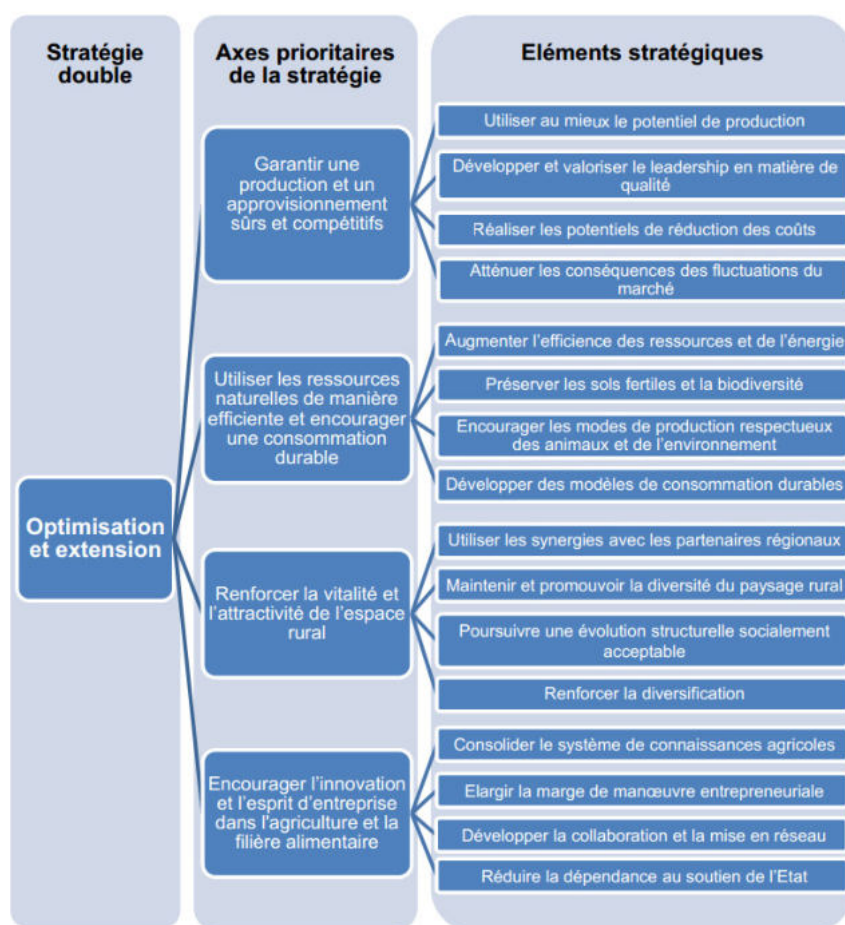 Stratégie
double
Axes prioritaires
de la stratégie
Eléments stratégiques
Optimisation
et extension
Garantir une
production et un
approvisionnement
sûrs et compétitifs
Utiliser au mieux le potentiel de production
Développer et valoriser le leadership en matière de
qualité
Réaliser les potentiels de réduction des coûts
Atténuer les conséquences des fluctuations du
marché
Utiliser les ressources
naturelles de manière
efficiente et encourager
une consommation
durable
Augmenter l'efficience des ressources et de l'énergie
Préserver les sols fertiles et la biodiversité
Encourager les modes de production respectueux
des animaux et de l'environnement
Développer des modèles de consommation durables
Renforcer la vitalité et
l'attractivité de l'espace
rural
Utiliser les synergies avec les partenaires régionaux
Maintenir et promouvoir la diversité du paysage rural
Poursuivre une évolution structurelle socialement
acceptable
Renforcer la diversification
Encourager l'innovation
et l'esprit d'entreprise
dans l'agriculture et la
filière alimentaire
Consolider le système de connaissances agricoles
Elargir la marge de manœuvre entrepreneuriale
Développer la collaboration et la mise en réseau
Réduire la dépendance au soutien de l'Etat